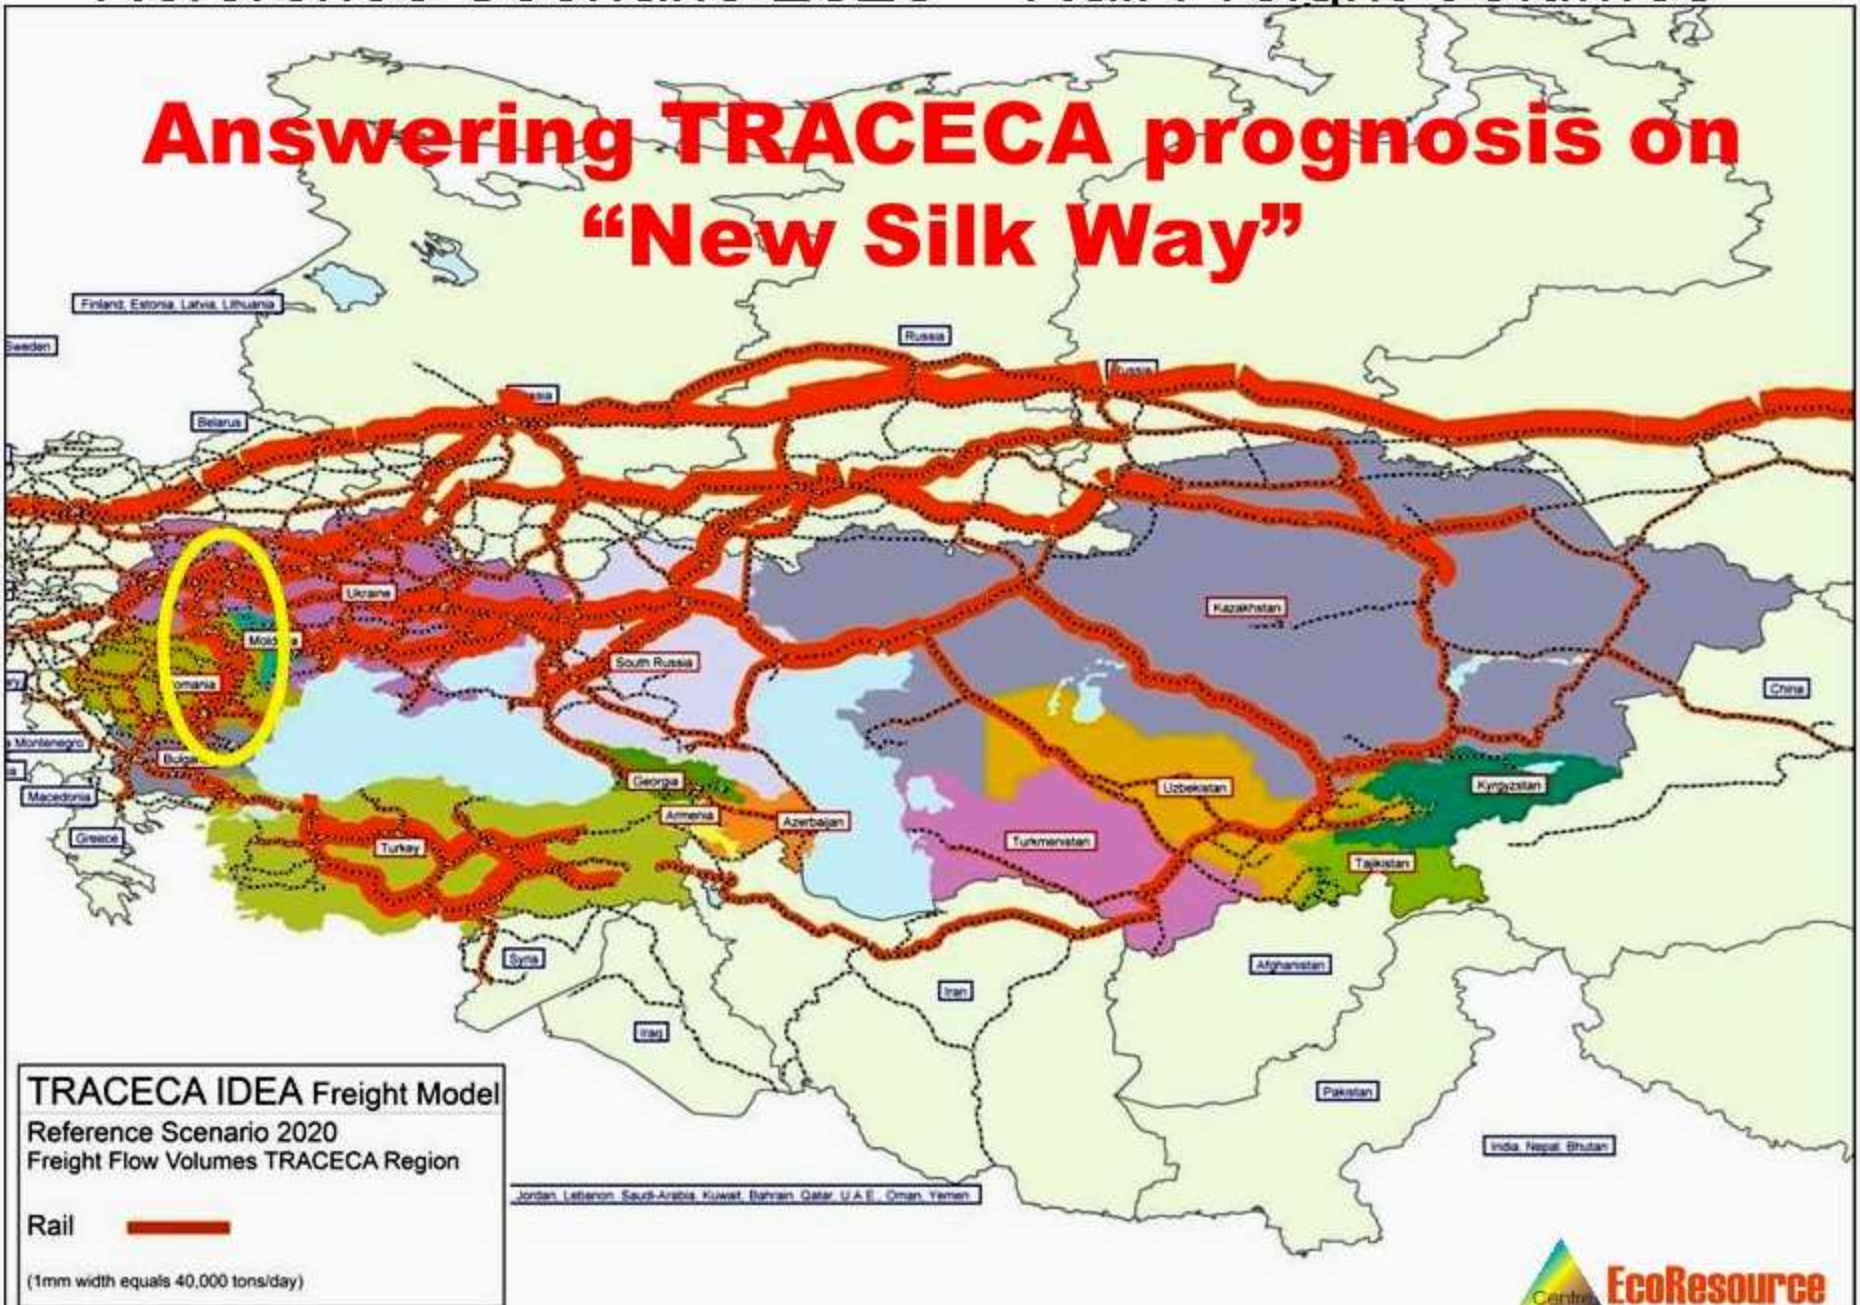 Answering TRACECA prognosis on
“New Silk Way”
Finland, Estonia, Latvia, Lithuania
Sweden
Russia
Russia
Belarus
Ukraine
Moldova
Romania
South Russia
Kazakhstan
China
Montenegro
Bulgaria
Macedonia
Greece
Georgia
Armenia
Azerbaijan
Turkey
Uzbekistan
Kyrgyzstan
Turkmenistan
Tajikistan
Syria
Iran
Afghanistan
Iraq
Pakistan
India, Nepal, Bhutan
Jordan, Lebanon, Saudi-Arabia, Kuwait, Bahrain, Qatar, U.A.E., Oman, Yemen
TRACECA IDEA Freight Model
Reference Scenario 2020
Freight Flow Volumes TRACECA Region
Rail
(1mm width equals 40,000 tons/day)
Centre EcoResource